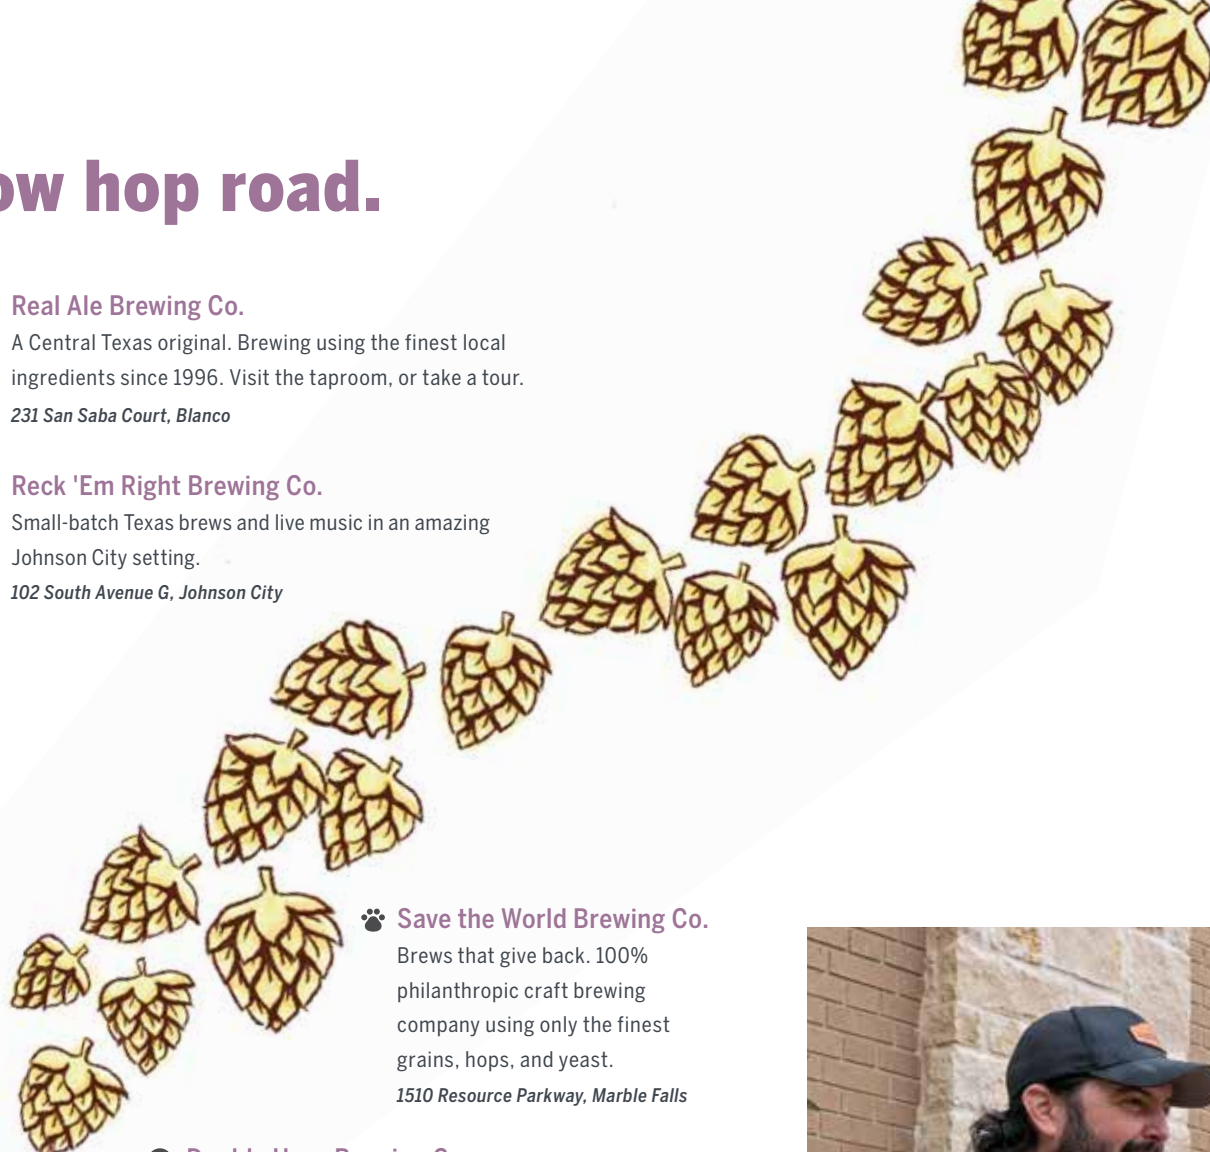 hop road.
Real Ale Brewing Co.
A Central Texas original. Brewing using the finest local
ingredients since 1996. Visit the taproom, or take a tour.
231 San Saba Court, Blanco
Reck 'Em Right Brewing Co.
Small-batch Texas brews and live music in an amazing
Johnson City setting.
102 South Avenue G, Johnson City
Save the World Brewing Co.
Brews that give back. 100%
philanthropic craft brewing
company using only the finest
grains, hops, and yeast.
1510 Resource Parkway, Marble Falls